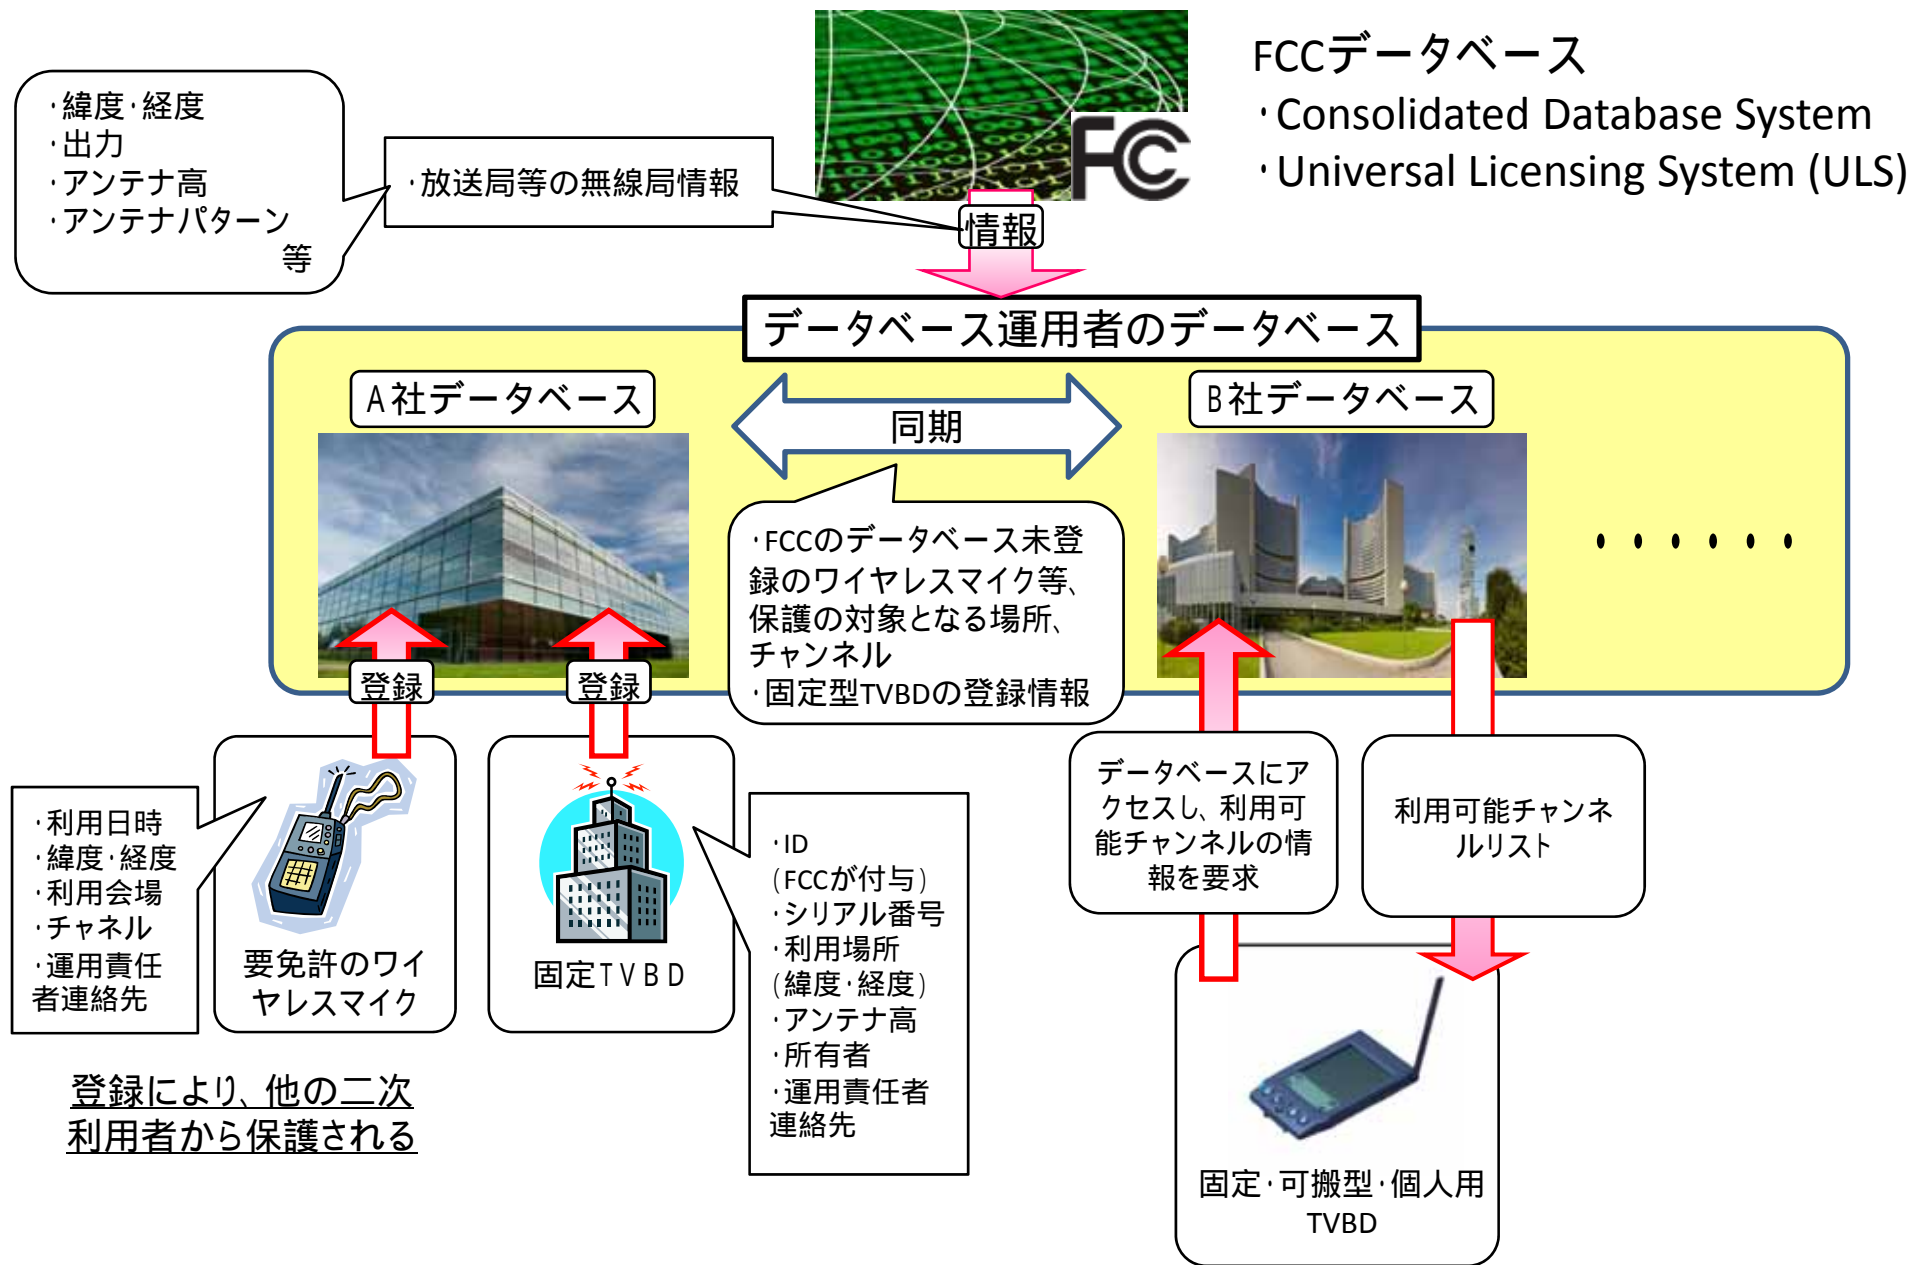 FCCデータベース
・Consolidated Database System
・Universal Licensing System (ULS)
FCC
・緯度・経度
・出力
・アンテナ高
・アンテナパターン
等
・放送局等の無線局情報
情報
データベース運用者のデータベース
A社データベース
同期
B社データベース
・FCCのデータベース未登
録のワイヤレスマイク等、
保護の対象となる場所、
チャンネル
・固定型TVBDの登録情報
・・・・・・
登録
登録
・利用日時
・緯度・経度
・利用会場
・チャネル
・運用責任
者連絡先
要免許のワイ
ヤレスマイク
固定TVBD
・ID
(FCCが付与)
・シリアル番号
・利用場所
(緯度・経度)
・アンテナ高
・所有者
・運用責任者
連絡先
データベースにア
クセスし、利用可
能チャンネルの情
報を要求
利用可能チャンネ
ルリスト
登録により、他の二次
利用者から保護される
固定・可搬型・個人用
TVBD